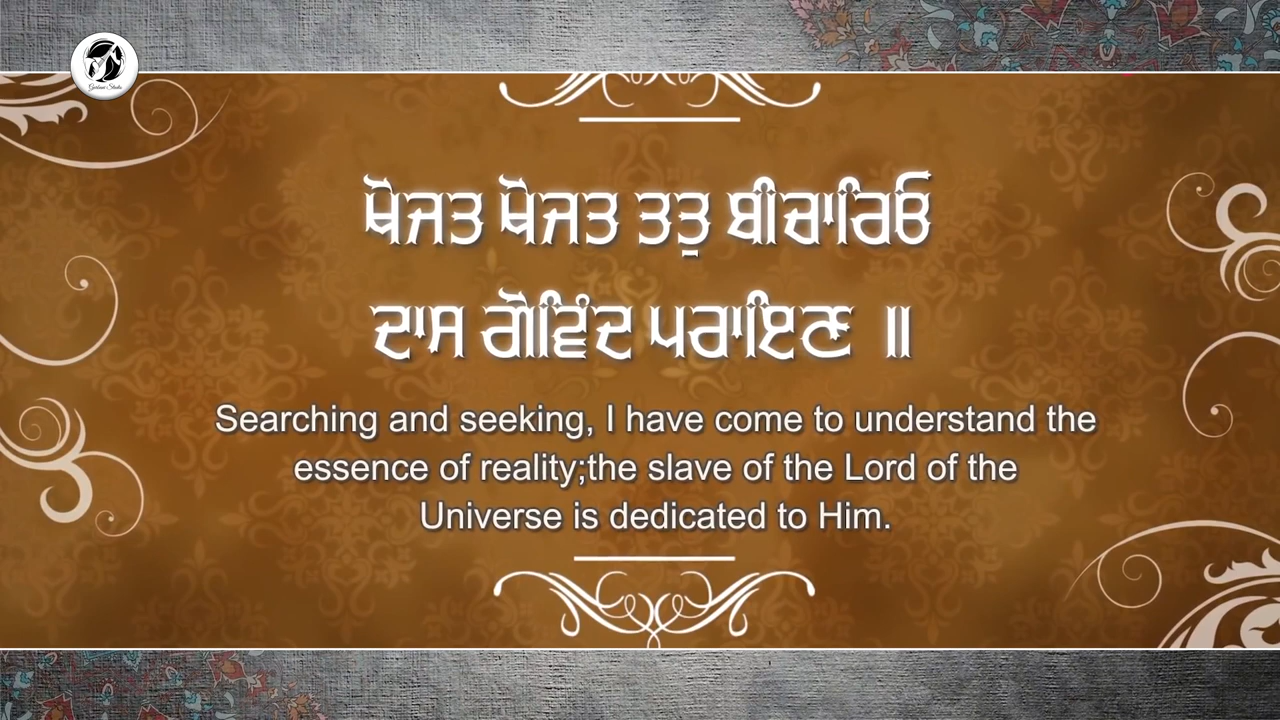 ਖੋਜਤ ਖੋਜਤ ਤਤੁ ਬੀਚਾਰਿਓ
ਦਾਸ ਗੋਵਿੰਦ ਪਰਾਇਣ ॥
Searching and seeking, I have come to understand the
essence of reality;the slave of the Lord of the
Universe is dedicated to Him.